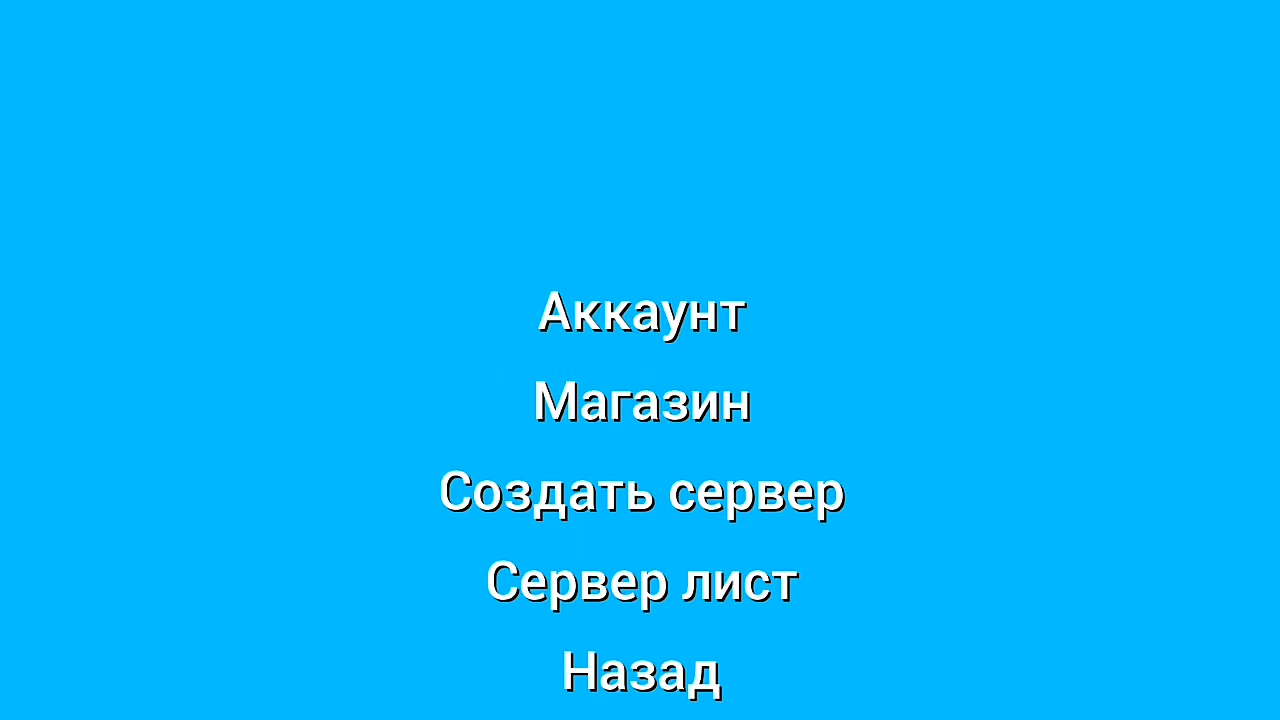 Аккаунт
Магазин
Создать сервер
Сервер лист
Назад